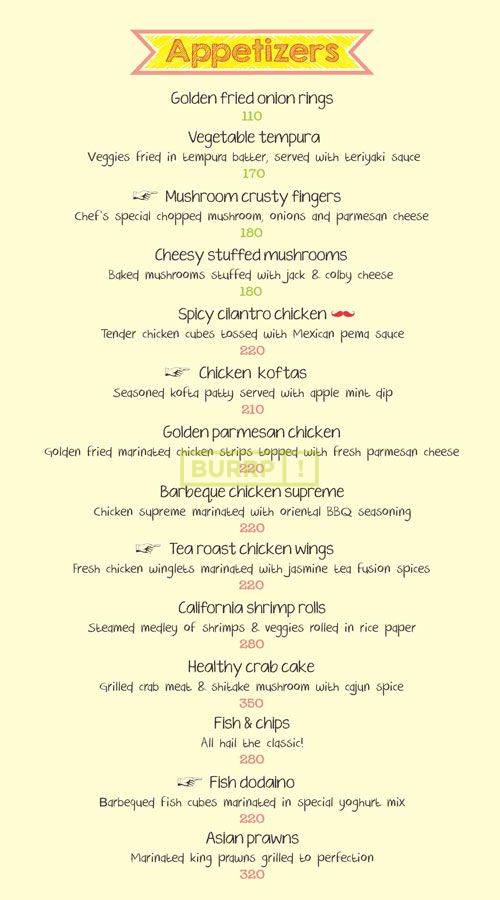 Appetizers
Golden fried onion rings
110
Vegetable tempura
Veggies fried in tempura batter, served with teriyaki sauce
170
Mushroom crusty fingers
Chef's special chopped mushroom, onions and parmesan cheese
180
Cheesy stuffed mushrooms
Baked mushrooms stuffed with jack & colby cheese
180
Spicy cilantro chicken
Tender chicken cubes tossed with Mexican pema sauce
220
Chicken koftas
Seasoned kofta patty served with apple mint dip
210
Golden parmesan chicken
Golden fried marinated chicken strips topped with fresh parmesan cheese
220
BURRP!
Barbeque chicken supreme
Chicken supreme marinated with oriental BBQ seasoning
220
Tea roast chicken wings
Fresh chicken winglets marinated with jasmine tea fusion spices
220
California shrimp rolls
Steamed medley of shrimps & veggies rolled in rice paper
280
Healthy crab cake
Grilled crab meat & shitake mushroom with cajun spice
350
Fish & chips
All hail the classic!
280
Fish dodaino
Barbequed fish cubes marinated in special yoghurt mix
220
Asian prawns
Marinated king prawns grilled to perfection
320